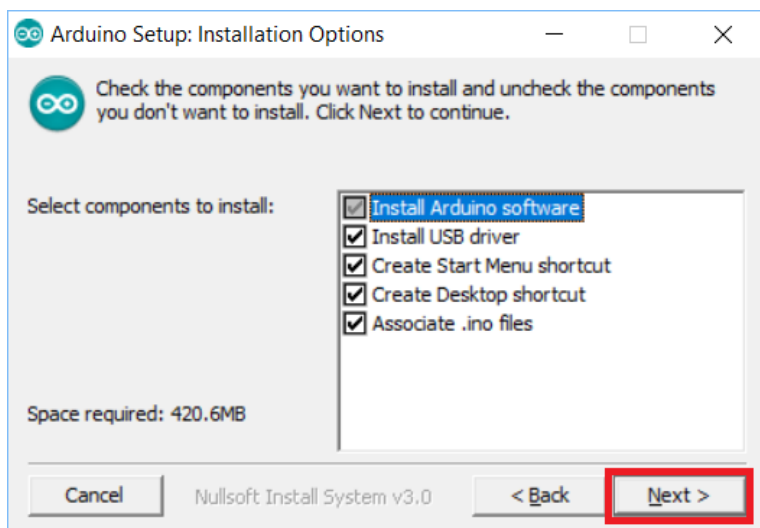 Arduino Setup: Installation Options
Check the components you want to install and uncheck the components
you don't want to install. Click Next to continue.
Select components to install:
Install Arduino software
Install USB driver
Create Start Menu shortcut
Create Desktop shortcut
Associate .ino files
Space required: 420.6MB
Cancel
Nullsoft Install System v3.0
< Back
Next >